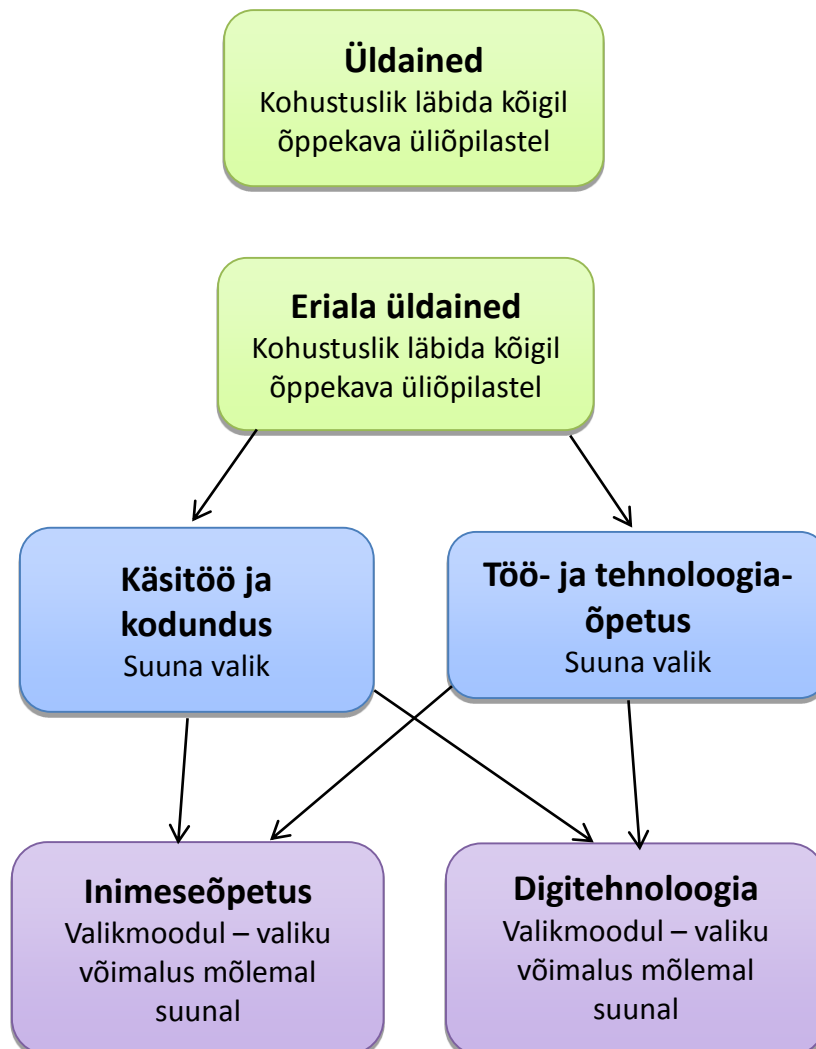 Üldained
Kohustuslik läbida kõigil
õppekava üliõpilastel
Eriala üldained
Kohustuslik läbida kõigil
õppekava üliõpilastel
Käsitöö ja
kodundus
Suuna valik
Töö- ja tehnoloogia-
õpetus
Suuna valik
Inimeseõpetus
Valikmoodul – valiku
võimalus mõlemal
suunal
Digitehnoloogia
Valikmoodul – valiku
võimalus mõlemal
suunal